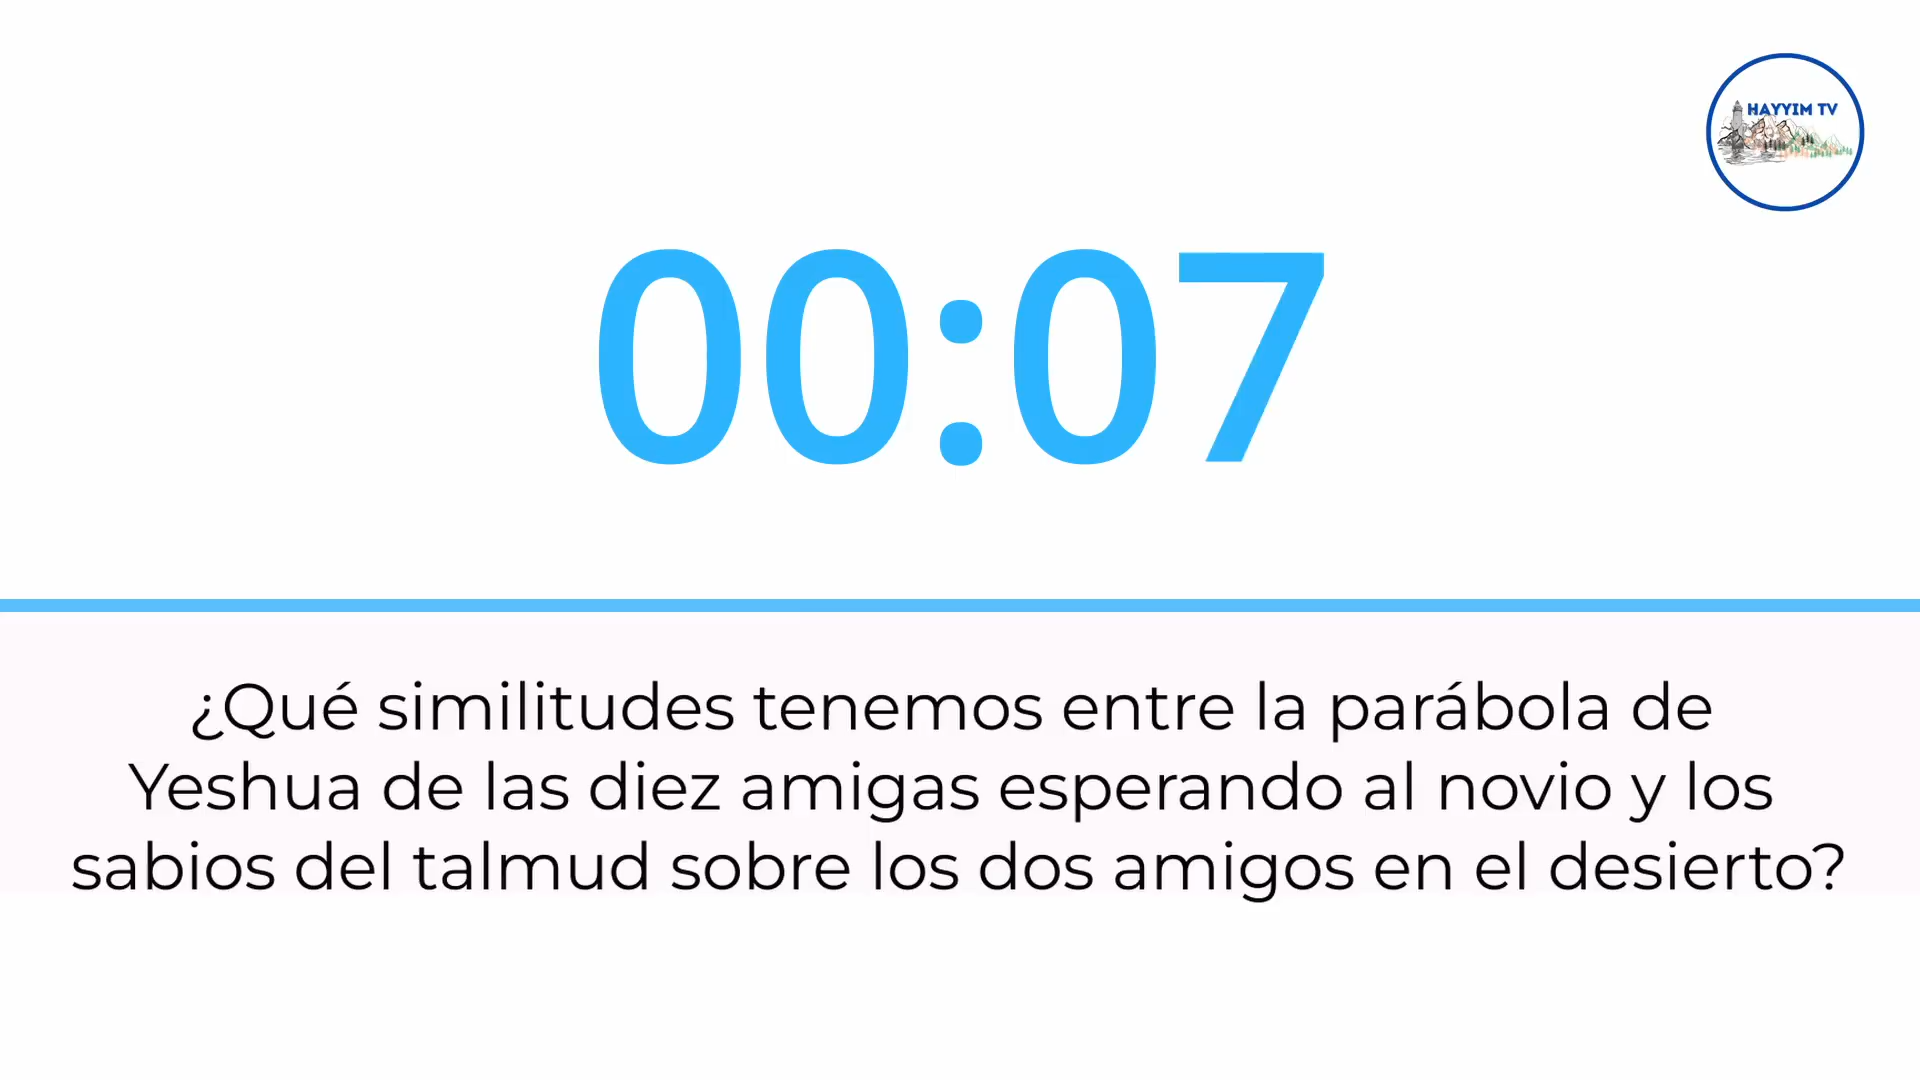 HAYYIM TV
00:07
¿Qué similitudes tenemos entre la parábola de
Yeshua de las diez amigas esperando al novio y los
sabios del talmud sobre los dos amigos en el desierto?